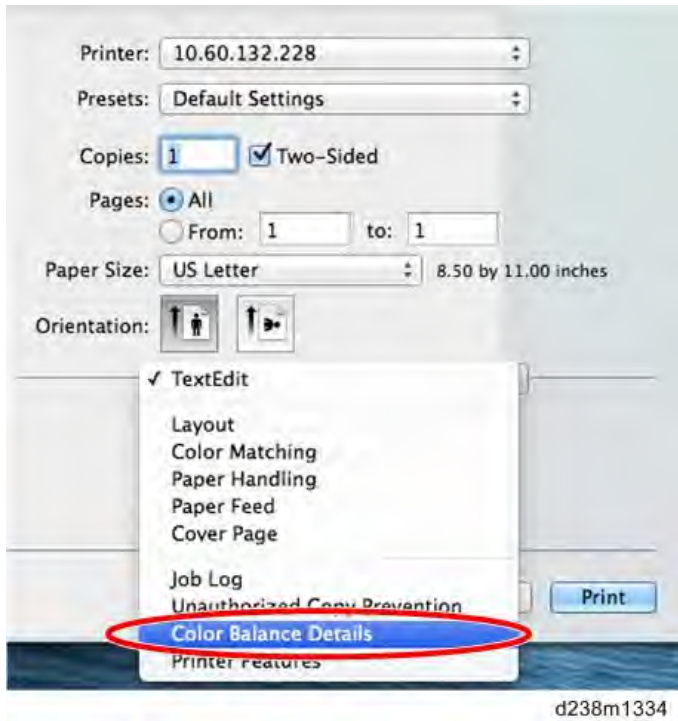 Printer: 10.60.132.228
Presets: Default Settings
Copies: 1 Two-Sided
Pages: All
From: 1 to: 1
Paper Size: US Letter 8.50 by 11.00 inches
Orientation:
✓ TextEdit
Layout
Color Matching
Paper Handling
Paper Feed
Cover Page
Job Log
Unauthorized Copy Prevention
Print
Color Balance Details
Printer Features
d238m1334